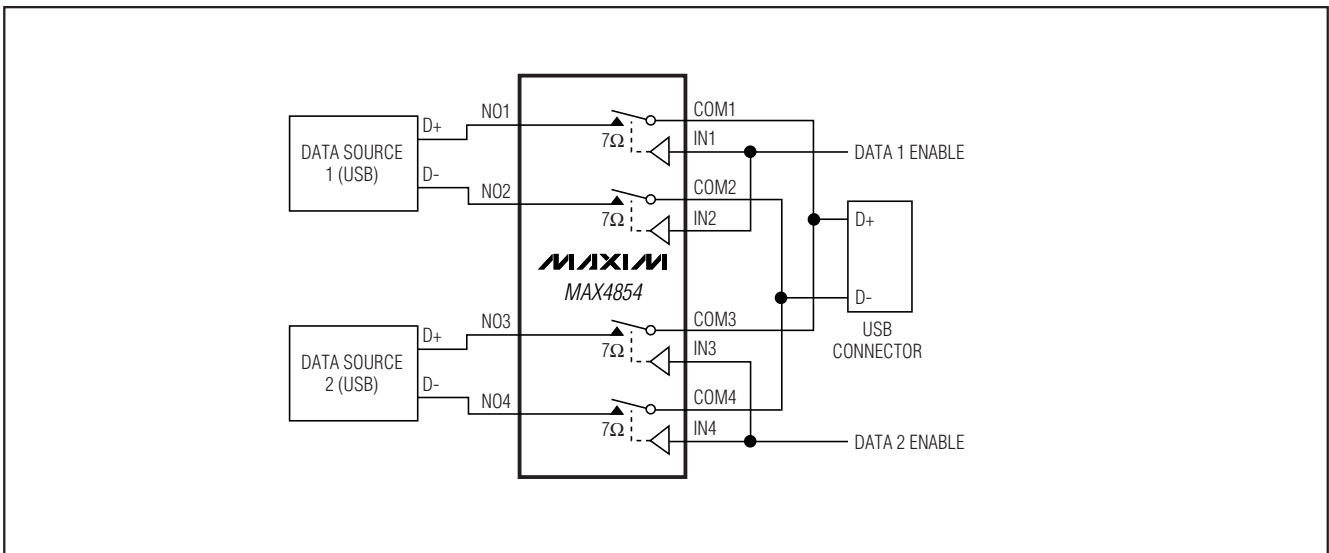 DATA SOURCE
1 (USB)
D+
D-
NO1
NO2
7Ω
7Ω
COM1
IN1
COM2
IN2
DATA 1 ENABLE
MAXIM
MAX4854
D+
D-
USB
CONNECTOR
DATA SOURCE
2 (USB)
D+
D-
NO3
NO4
7Ω
7Ω
COM3
IN3
COM4
IN4
DATA 2 ENABLE